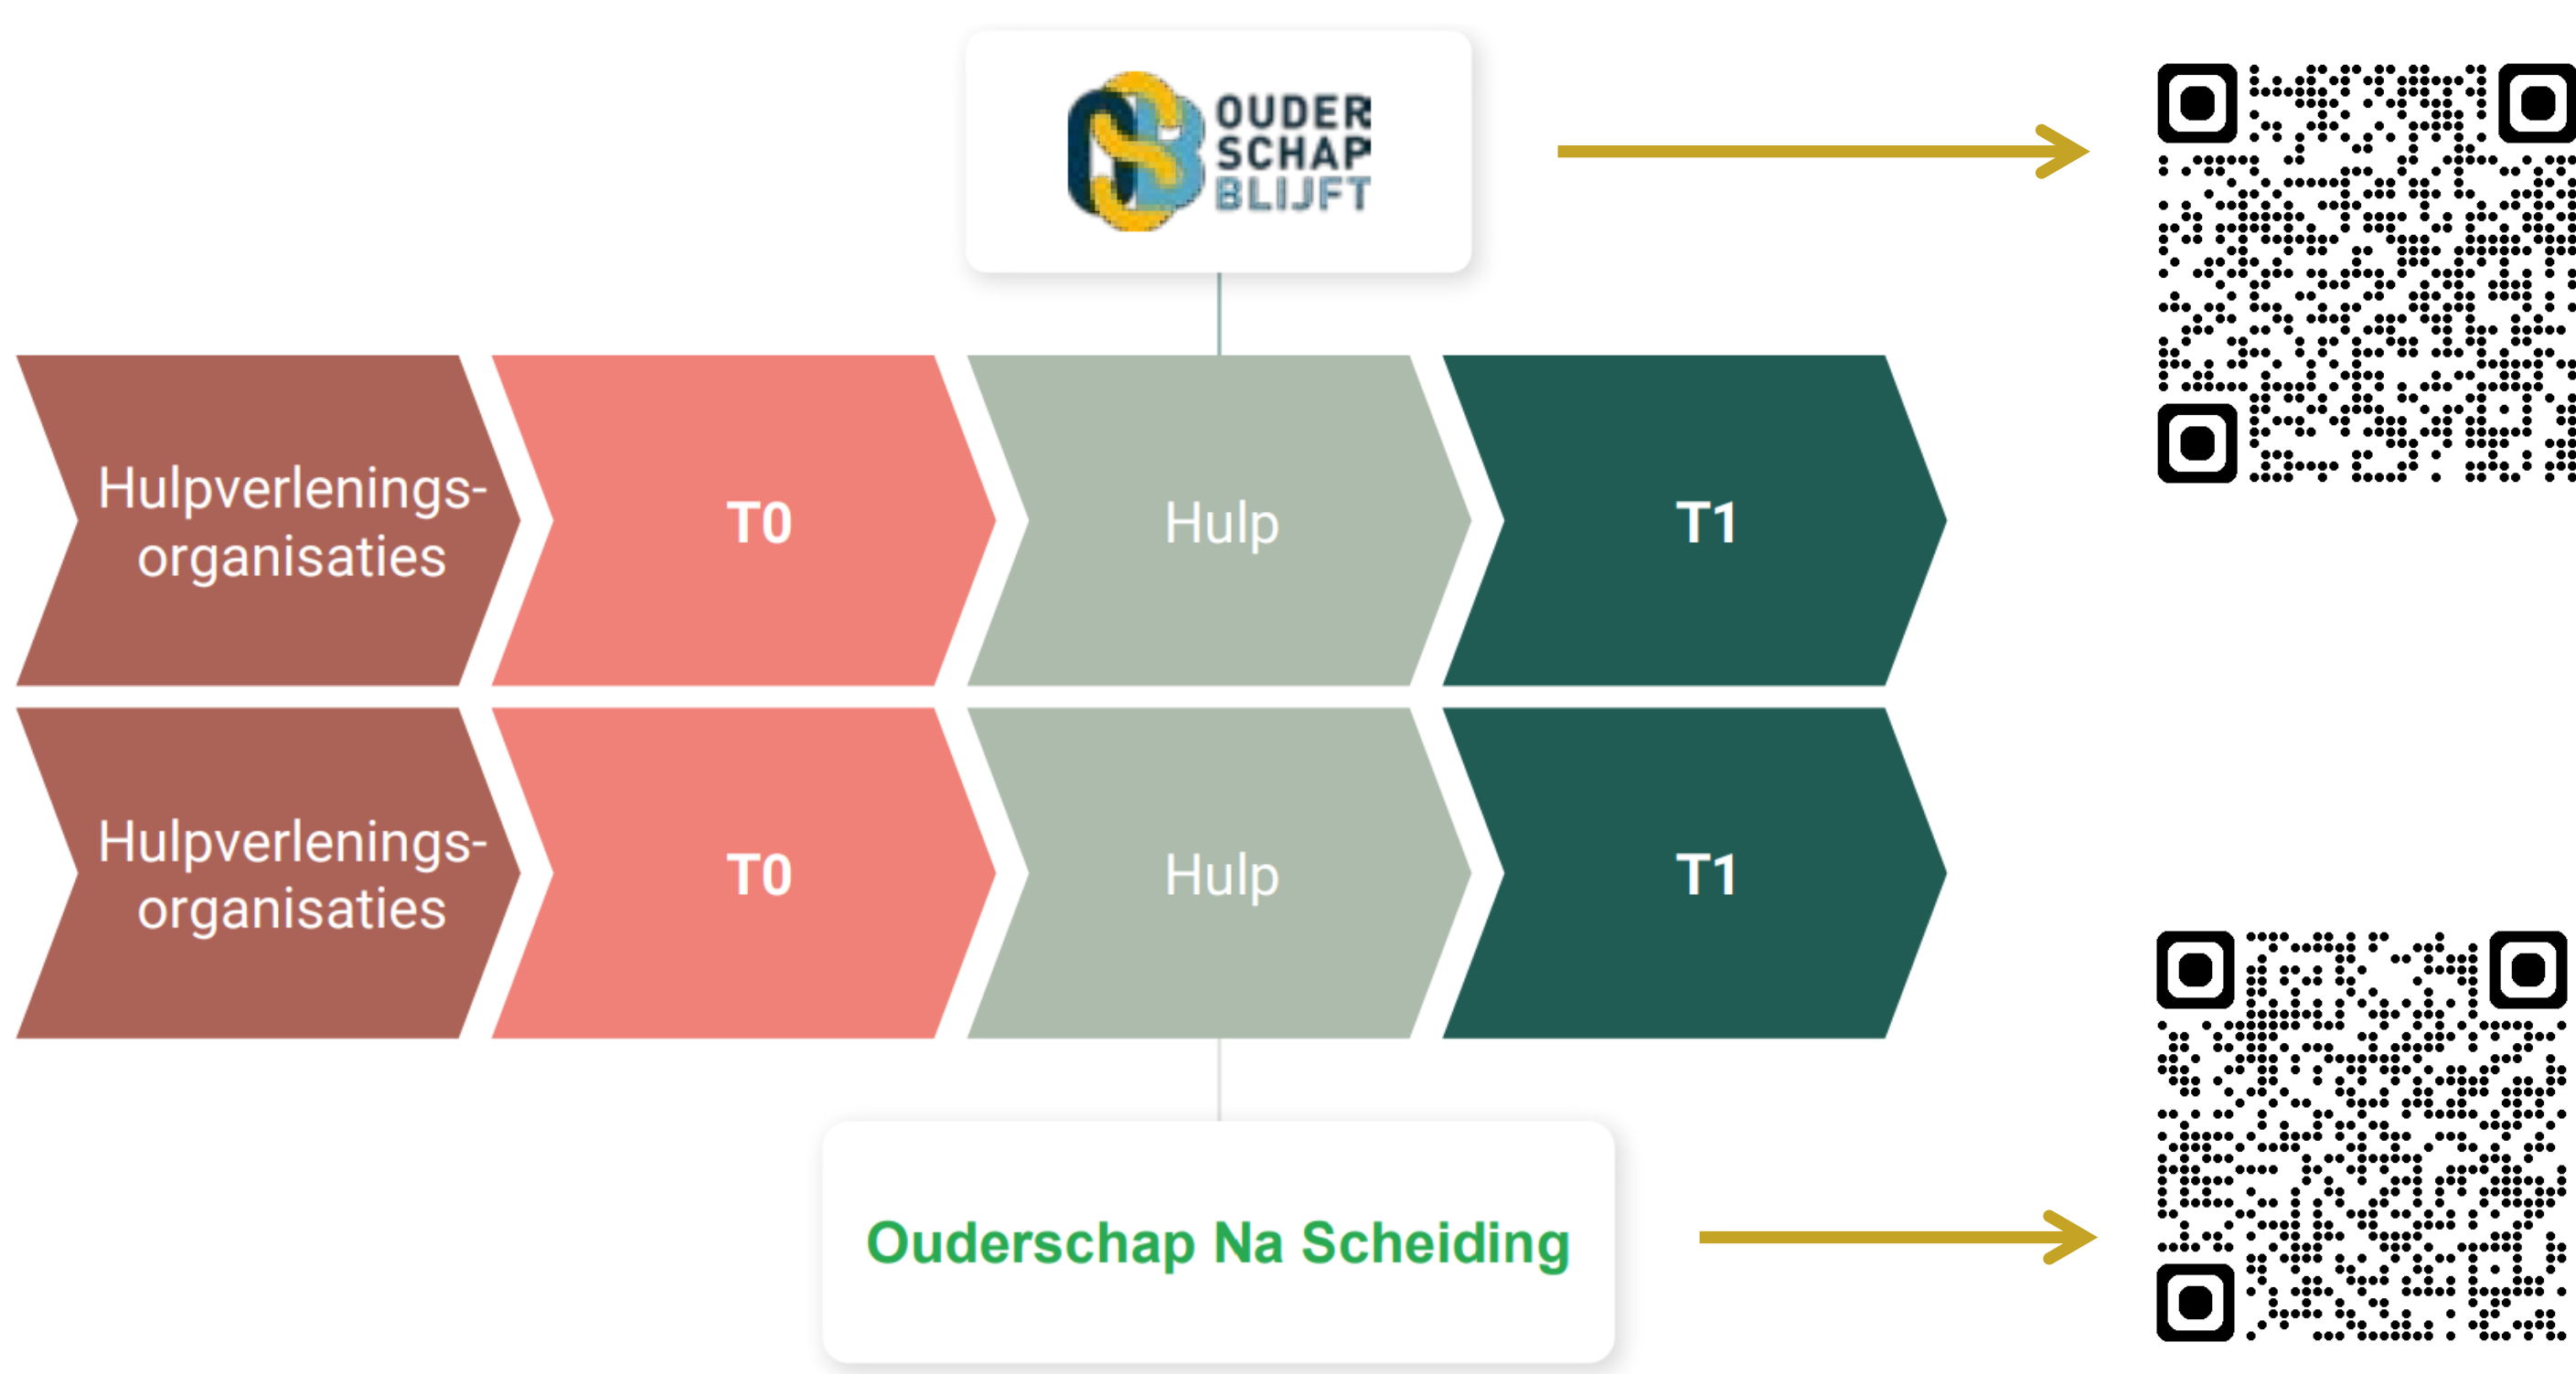 OUDER
SCHAP
BLIJFT
Hulpverlenings-
organisaties
T0
Hulp
T1
Hulpverlenings-
organisaties
T0
Hulp
T1
Ouderschap Na Scheiding